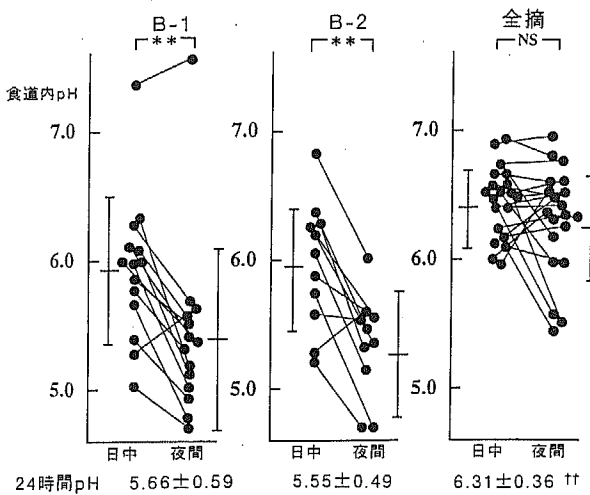 B-1 B-2 全摘
** ** NS
食道内pH
7.0 7.0 7.0
6.0 6.0 6.0
5.0 5.0 5.0
日中 夜間 日中 夜間 日中 夜間
24時間pH 5.66±0.59 5.55±0.49 6.31±0.36 ††